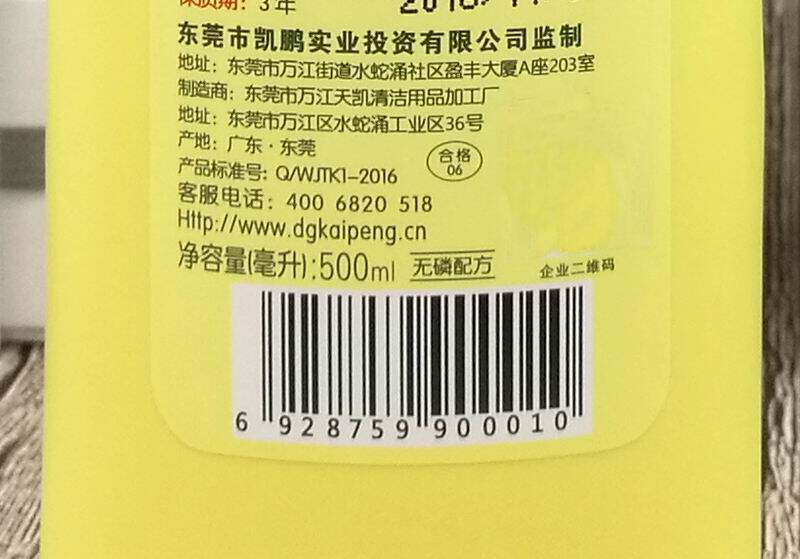 保质期：3年
东莞市凯鹏实业投资有限公司监制
地址：东莞市万江街道水蛇涌社区盈丰大厦A座203室
制造商：东莞市万江天凯清洁用品加工厂
地址：东莞市万江区水蛇涌工业区36号
产地：广东·东莞
合格
06
产品标准号：Q/WJTK1-2016
客服电话：400 6820 518
Http://www.dgkaipeng.cn
净容量(毫升):500ml 无磷配方
企业二维码
6 928759 900010